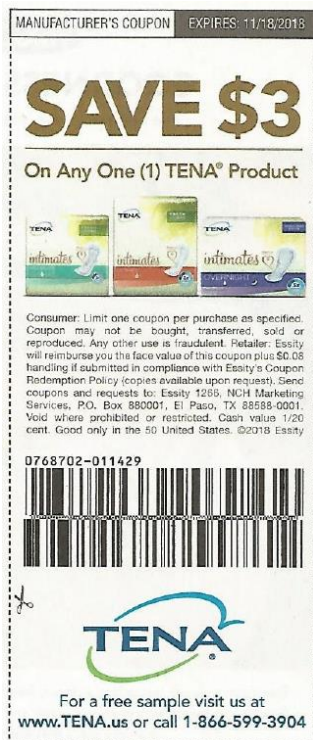 MANUFACTURER'S COUPON EXPIRES: 11/18/2018
SAVE $3
On Any One (1) TENA® Product
TENA TENA TENA
intimates intimates intimates
OVERNIGHT
Consumer: Limit one coupon per purchase as specified.
Coupon may not be bought, transferred, sold or
reproduced. Any other use is fraudulent. Retailer: Essity
will reimburse you the face value of this coupon plus $0.08
handling if submitted in compliance with Essity's Coupon
Redemption Policy (copies available upon request). Send
coupons and requests to: Essity 1266, NCH Marketing
Services, P.O. Box 880001, El Paso, TX 88588-0001.
Void where prohibited or restricted. Cash value 1/20
cent. Good only in the 50 United States. ©2018 Essity
0768702-011429
TENA®
For a free sample visit us at
www.TENA.us or call 1-866-599-3904